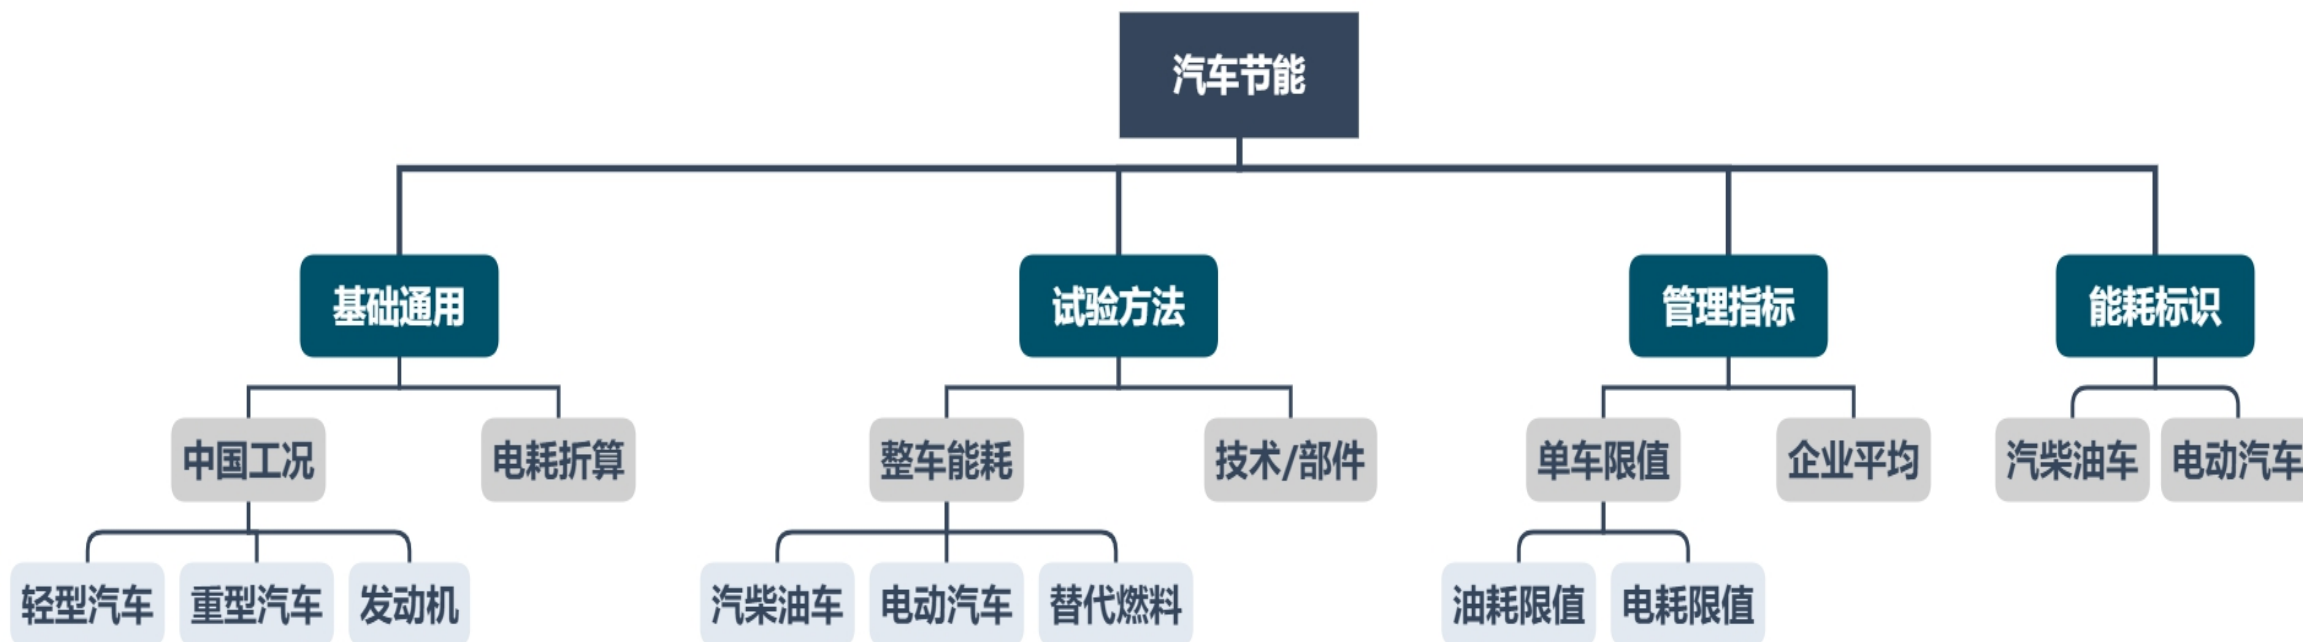 汽车节能
基础通用
试验方法
管理指标
能耗标识
中国工况
电耗折算
整车能耗
技术/部件
单车限值
企业平均
汽柴油车
电动汽车
轻型汽车
重型汽车
发动机
汽柴油车
电动汽车
替代燃料
油耗限值
电耗限值